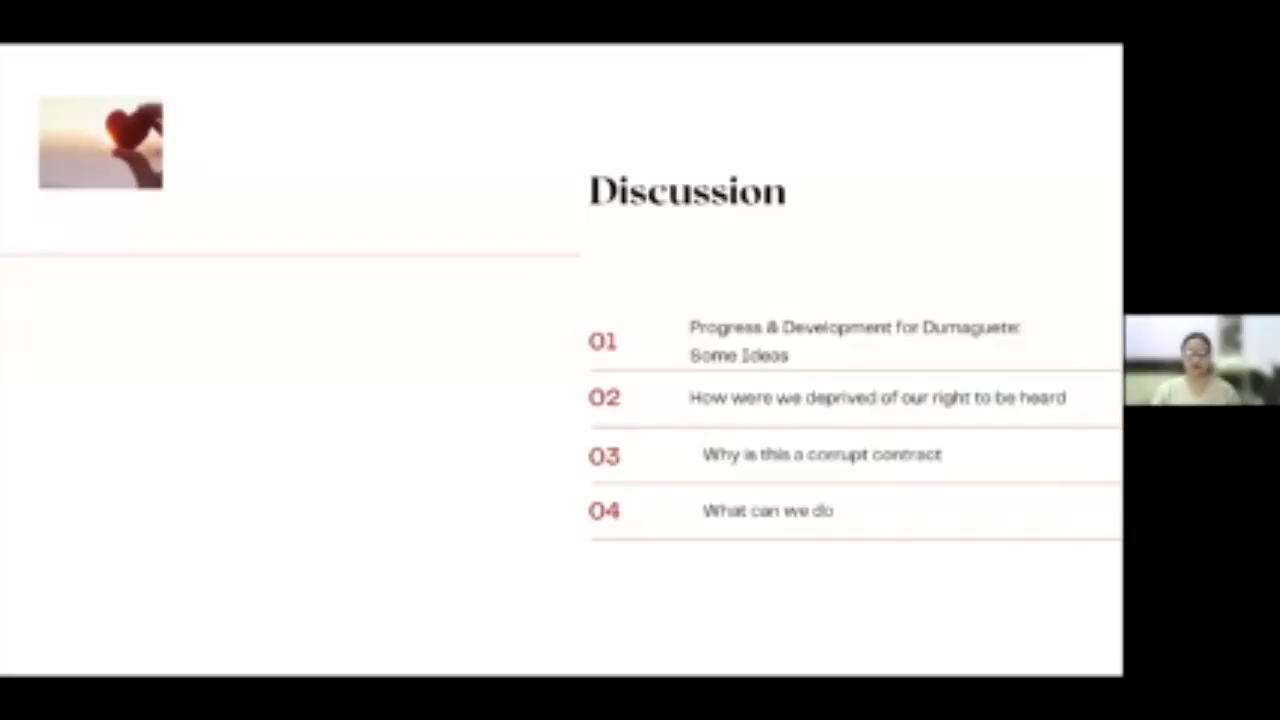 Discussion
01
Progress & Development for Dumaguete:
Some Ideas
02
How were we deprived of our right to be heard
03
Why is this a corrupt contract
04
What can we do